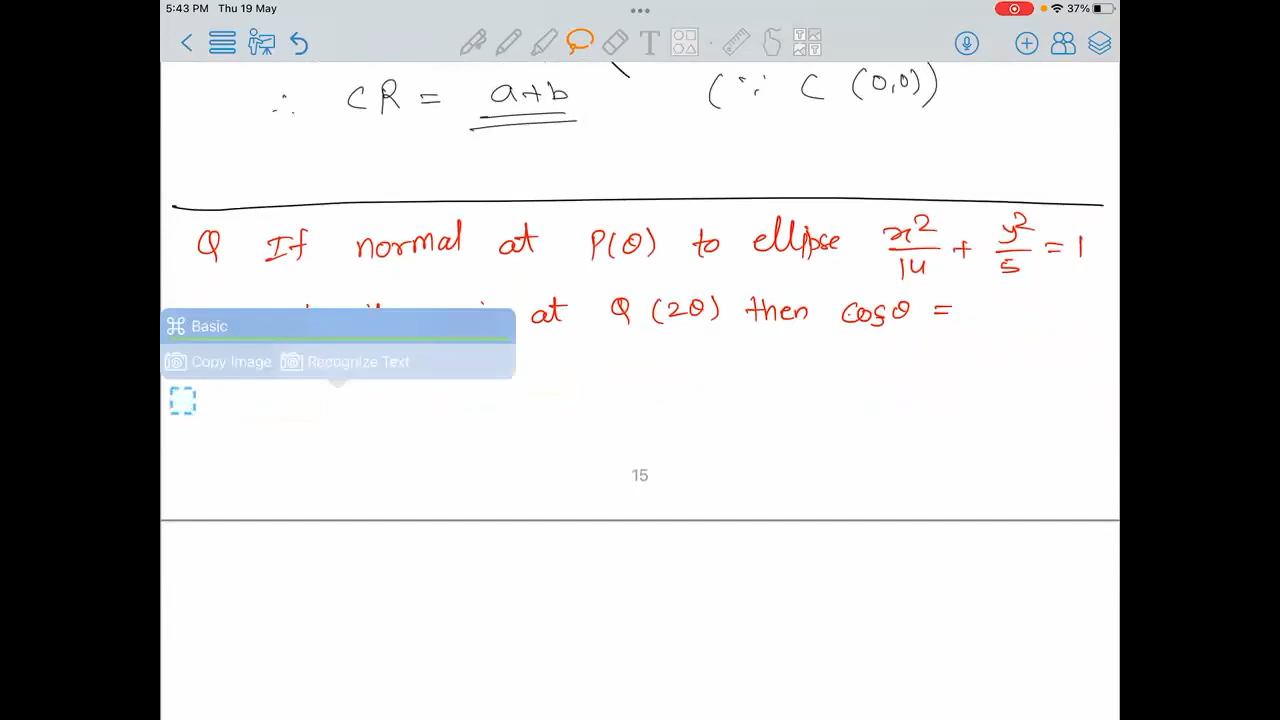 5:43 PM Thu 19 May
37%
∴ CR = a+b (∵ C (0,0))
Q If normal at P(θ) to ellipse x²/14 + y²/5 = 1
at Q (2θ) then cosθ =
Basic
Copy Image Recognize Text
15